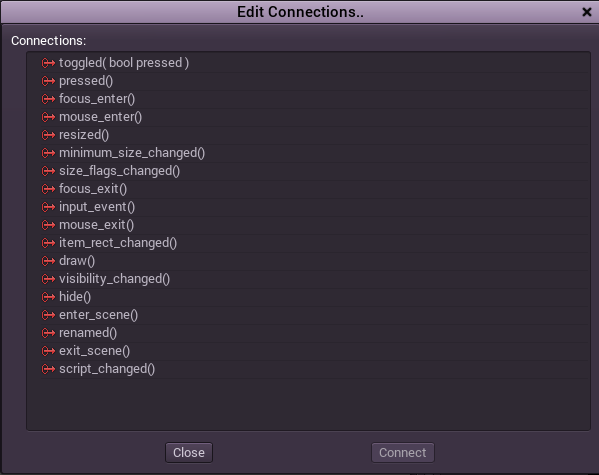 Edit Connections..
Connections:
toggled( bool pressed )
pressed()
focus_enter()
mouse_enter()
resized()
minimum_size_changed()
size_flags_changed()
focus_exit()
input_event()
mouse_exit()
item_rect_changed()
draw()
visibility_changed()
hide()
enter_scene()
renamed()
exit_scene()
script_changed()
Close Connect